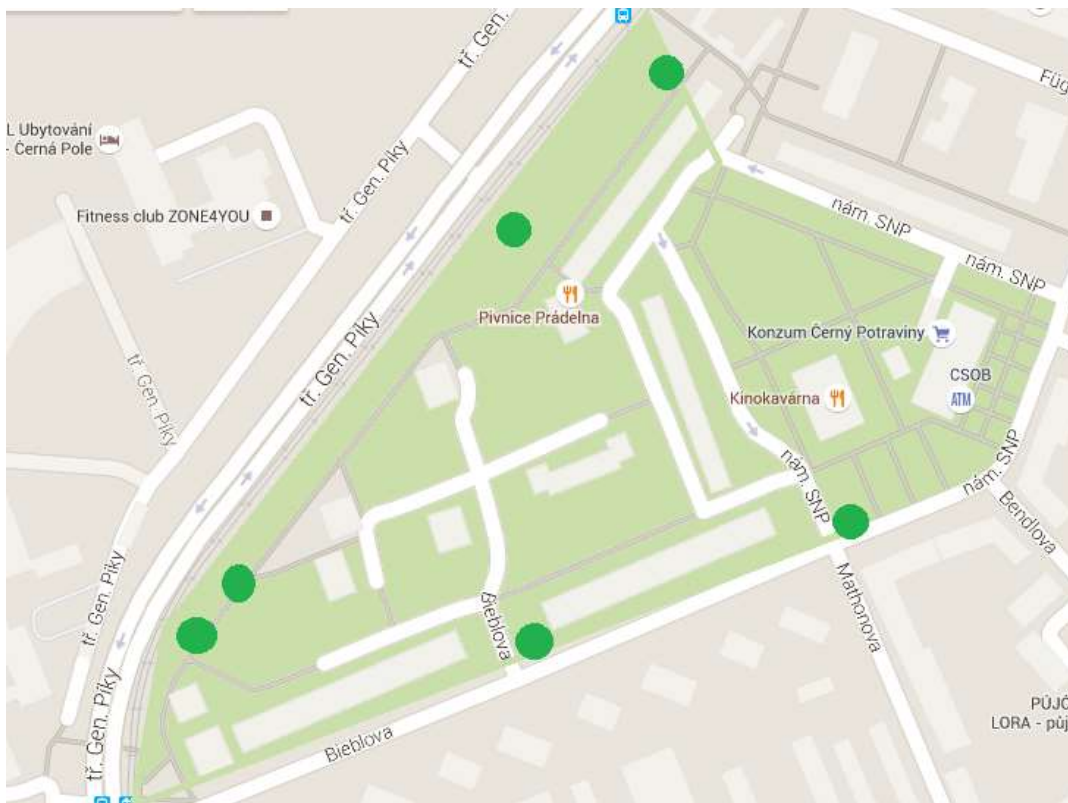 tř. Gen.
Füg
L Ubytování
- Černá Pole
tř. Gen. Piky
Fitness club ZONE4YOU
nám. SNP
nám. SNP
Pivnice Prádelna
tř. Gen. Piky
Konzum Černý Potraviny
CSOB
ATM
tř. Gen. Piky
Kinokavárna
nám. SNP
nám. SNP
Bendlova
tř. Gen. Piky
Bieblova
Mathonova
tř. Gen. Piky
PŮJČ
LORA - půj
Bieblova